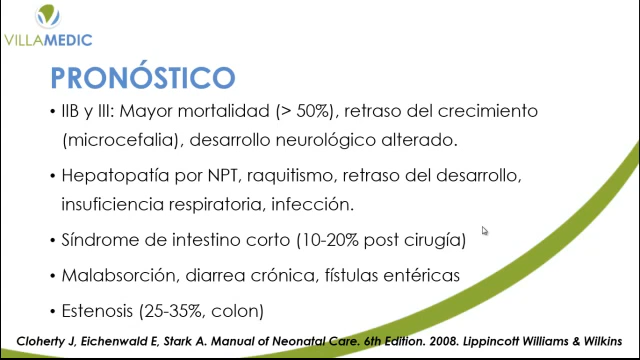 VILLAMEDIC
PRONÓSTICO
• IIB y III: Mayor mortalidad (> 50%), retraso del crecimiento
(microcefalia), desarrollo neurológico alterado.
• Hepatopatía por NPT, raquitismo, retraso del desarrollo,
insuficiencia respiratoria, infección.
• Síndrome de intestino corto (10-20% post cirugía)
• Malabsorción, diarrea crónica, fístulas entéricas
• Estenosis (25-35%, colon)
Cloherty J, Eichenwald E, Stark A. Manual of Neonatal Care. 6th Edition. 2008. Lippincott Williams & Wilkins